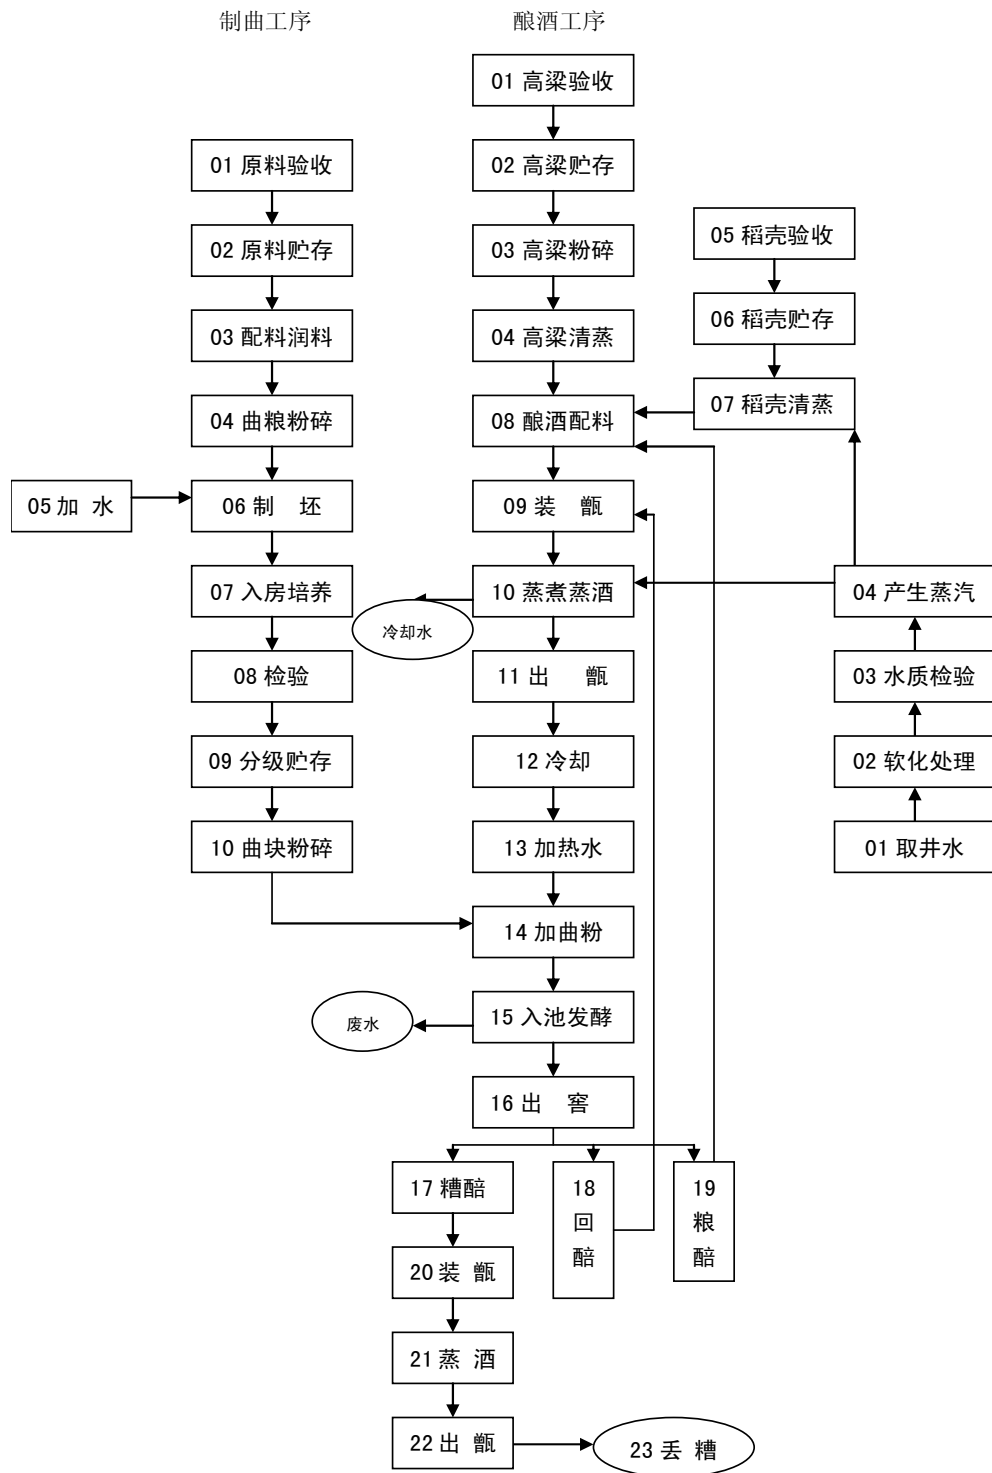 制曲工序
酿酒工序
01 高梁验收
01 原料验收
02 高梁贮存
02 原料贮存
03 高梁粉碎
05 稻壳验收
03 配料润料
04 高梁清蒸
06 稻壳贮存
04 曲粮粉碎
08 酿酒配料
07 稻壳清蒸
05 加 水
06 制 坯
09 装 甑
07 入房培养
10 蒸煮蒸酒
04 产生蒸汽
冷却水
08 检验
11 出 甑
03 水质检验
09 分级贮存
12 冷却
02 软化处理
10 曲块粉碎
13 加热水
01 取井水
14 加曲粉
废水
15 入池发酵
16 出 窖
17 糟醅
18
回
醅
19
粮
醅
20 装 甑
21 蒸 酒
22 出 甑
23 丢 糟